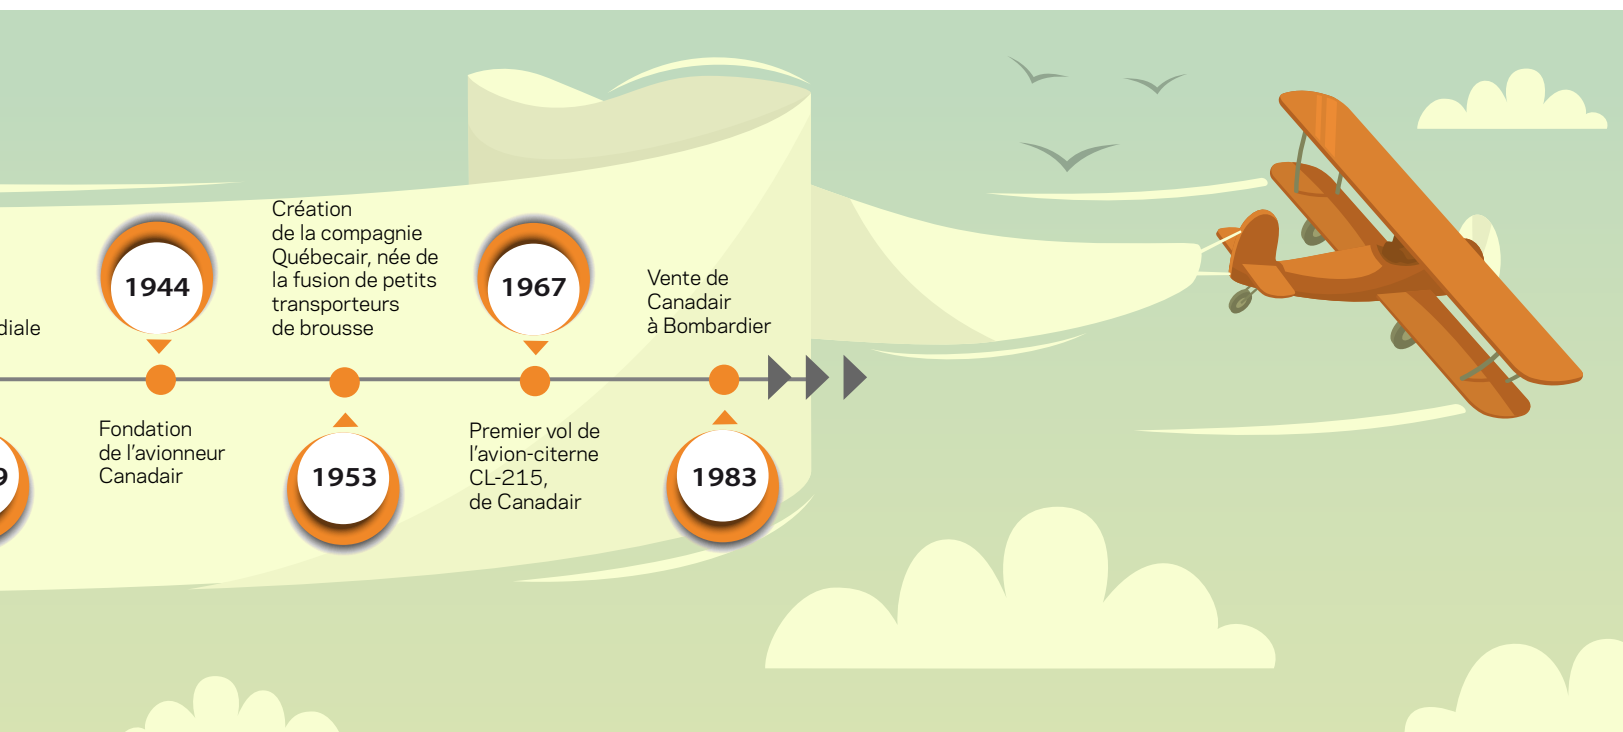 diale
9
1944
Fondation
de l'avionneur
Canadair
Création
de la compagnie
Québecair, née de
la fusion de petits
transporteurs
de brousse
1953
1967
Premier vol de
l'avion-citerne
CL-215,
de Canadair
Vente de
Canadair
à Bombardier
1983